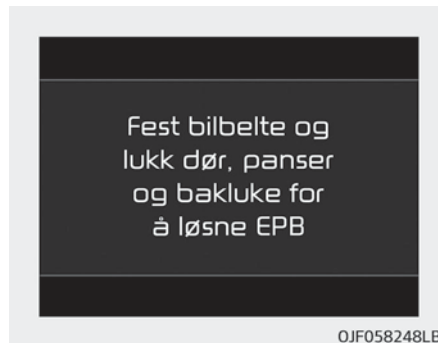 Fest bilbelte og
lukk dør, panser
og bakluke for
å løsne EPB
OJF058248LB